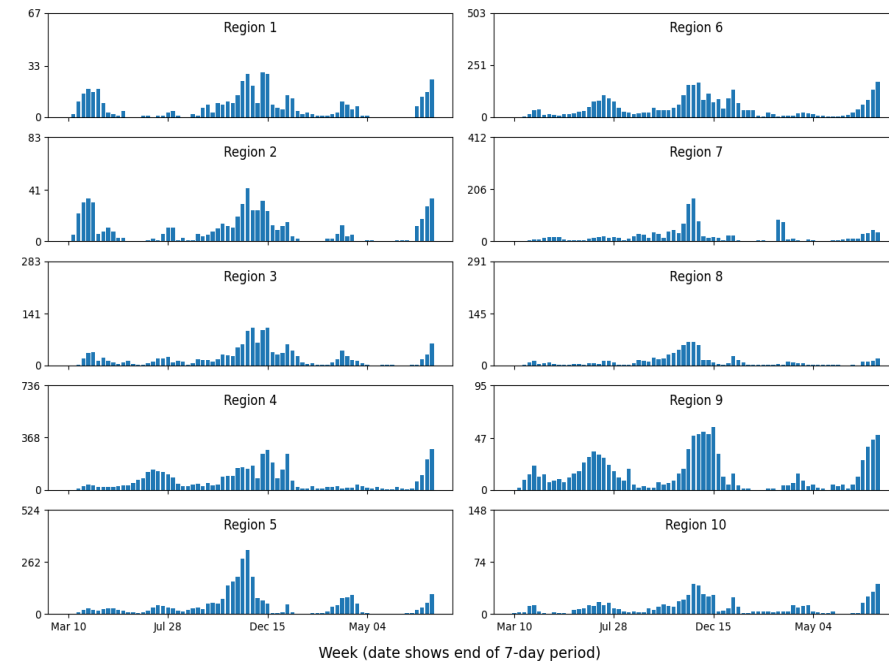 67
33
0
Region 1
83
41
0
Region 2
283
141
0
Region 3
736
368
0
Region 4
524
262
0
Region 5
Mar 10 Jul 28 Dec 15 May 04
503
251
0
Region 6
412
206
0
Region 7
291
145
0
Region 8
95
47
0
Region 9
148
74
0
Region 10
Mar 10 Jul 28 Dec 15 May 04
Week (date shows end of 7-day period)